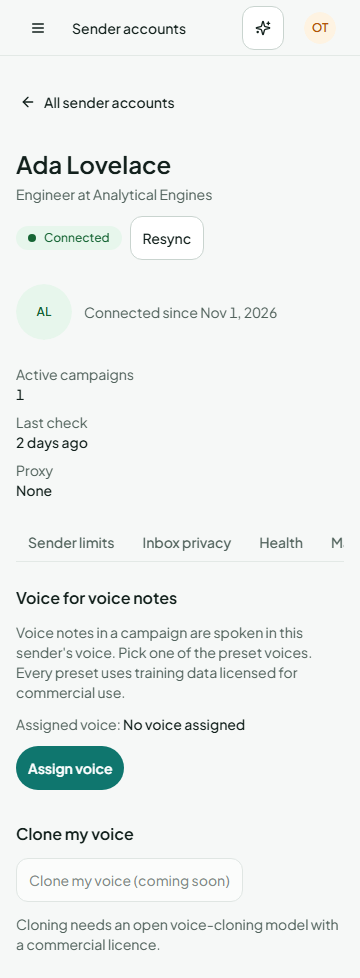 Sender accounts
OT
All sender accounts
Ada Lovelace
Engineer at Analytical Engines
Connected
Resync
AL
Connected since Nov 1, 2026
Active campaigns
1
Last check
2 days ago
Proxy
None
Sender limits Inbox privacy Health
Voice for voice notes
Voice notes in a campaign are spoken in this
sender's voice. Pick one of the preset voices.
Every preset uses training data licensed for
commercial use.
Assigned voice: No voice assigned
Assign voice
Clone my voice
Clone my voice (coming soon)
Cloning needs an open voice-cloning model with
a commercial licence.